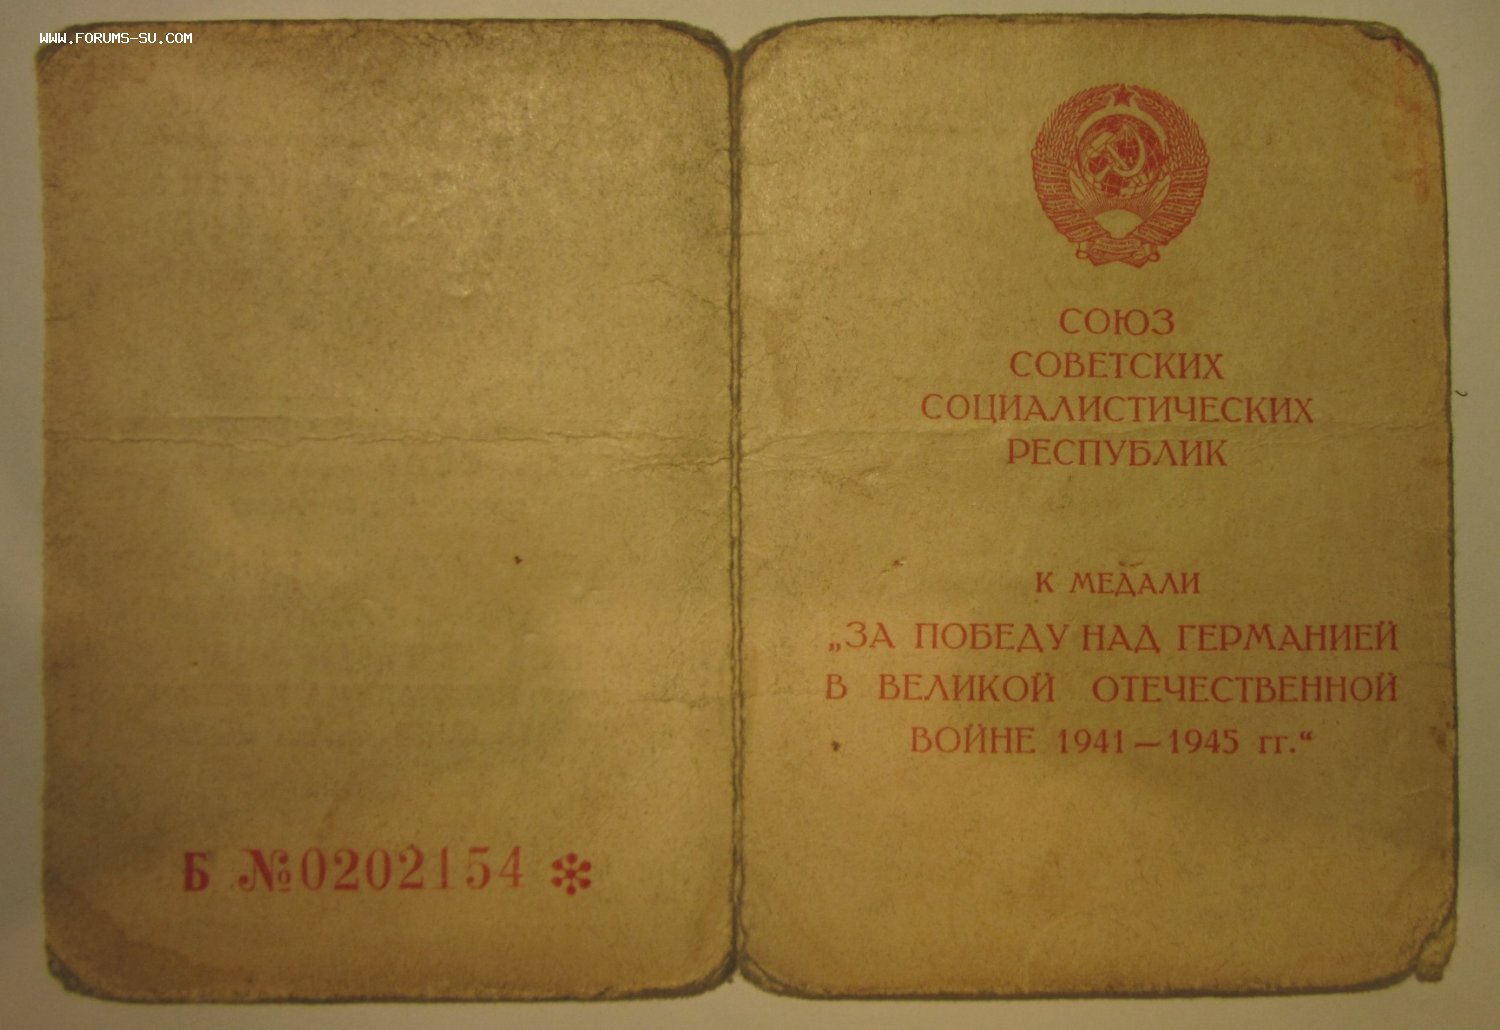 WWW.FORUMS-SU.COM
Б №0202154 *
СОЮЗ
СОВЕТСКИХ
СОЦИАЛИСТИЧЕСКИХ
РЕСПУБЛИК
К МЕДАЛИ
„ЗА ПОБЕДУ НАД ГЕРМАНИЕЙ
В ВЕЛИКОЙ ОТЕЧЕСТВЕННОЙ
ВОЙНЕ 1941—1945 гг.“